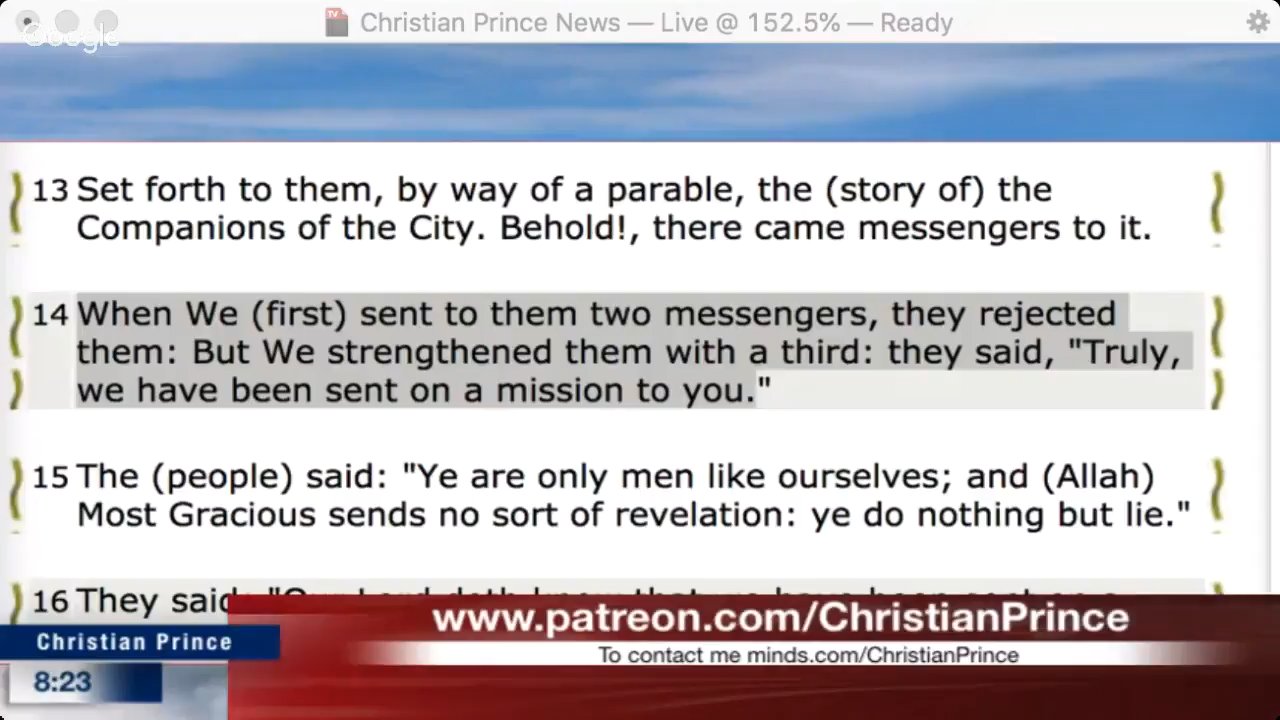 Christian Prince News — Live @ 152.5% — Ready
Google
13 Set forth to them, by way of a parable, the (story of) the
Companions of the City. Behold!, there came messengers to it.
14 When We (first) sent to them two messengers, they rejected
them: But We strengthened them with a third: they said, "Truly,
we have been sent on a mission to you."
15 The (people) said: "Ye are only men like ourselves; and (Allah)
Most Gracious sends no sort of revelation: ye do nothing but lie."
16 They said
www.patreon.com/ChristianPrince
Christian Prince
To contact me minds.com/ChristianPrince
8:23